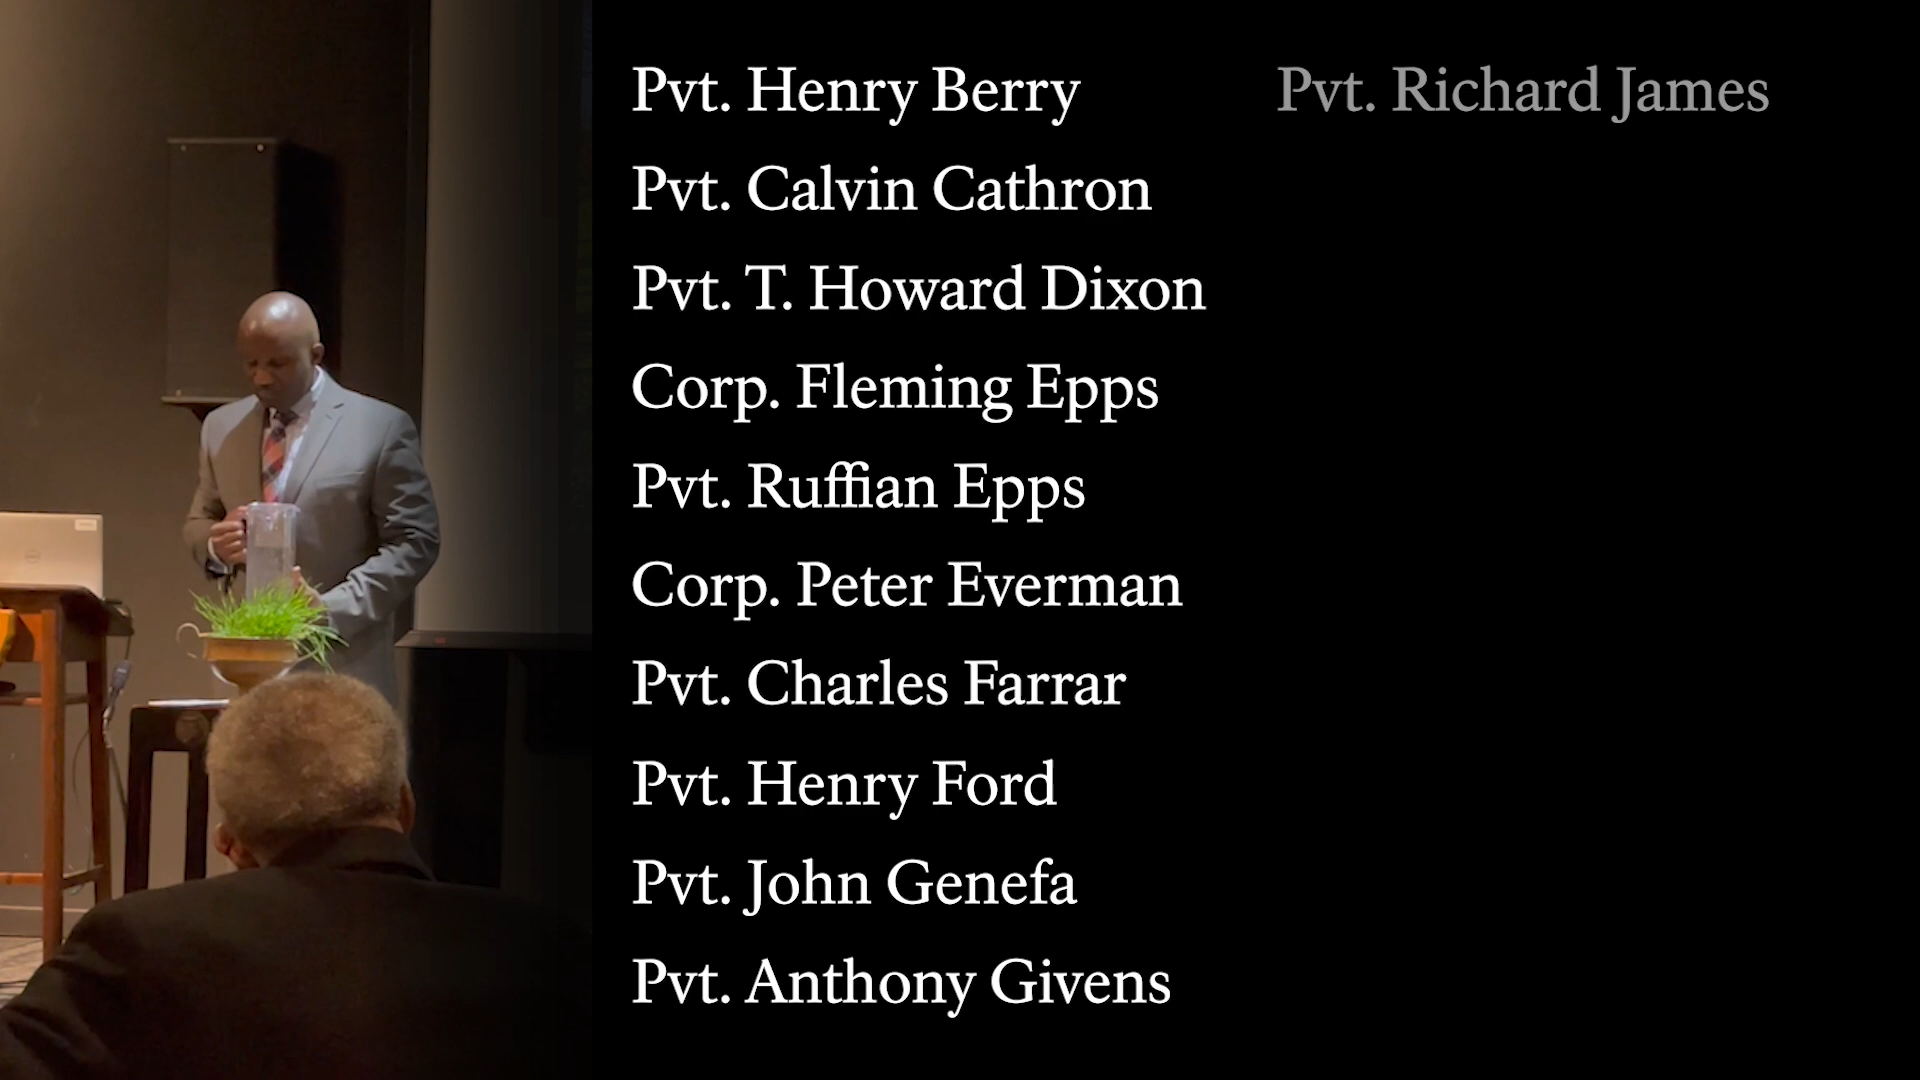 Pvt. Henry Berry
Pvt. Calvin Cathron
Pvt. T. Howard Dixon
Corp. Fleming Epps
Pvt. Ruffian Epps
Corp. Peter Everman
Pvt. Charles Farrar
Pvt. Henry Ford
Pvt. John Genefa
Pvt. Anthony Givens
Pvt. Richard James